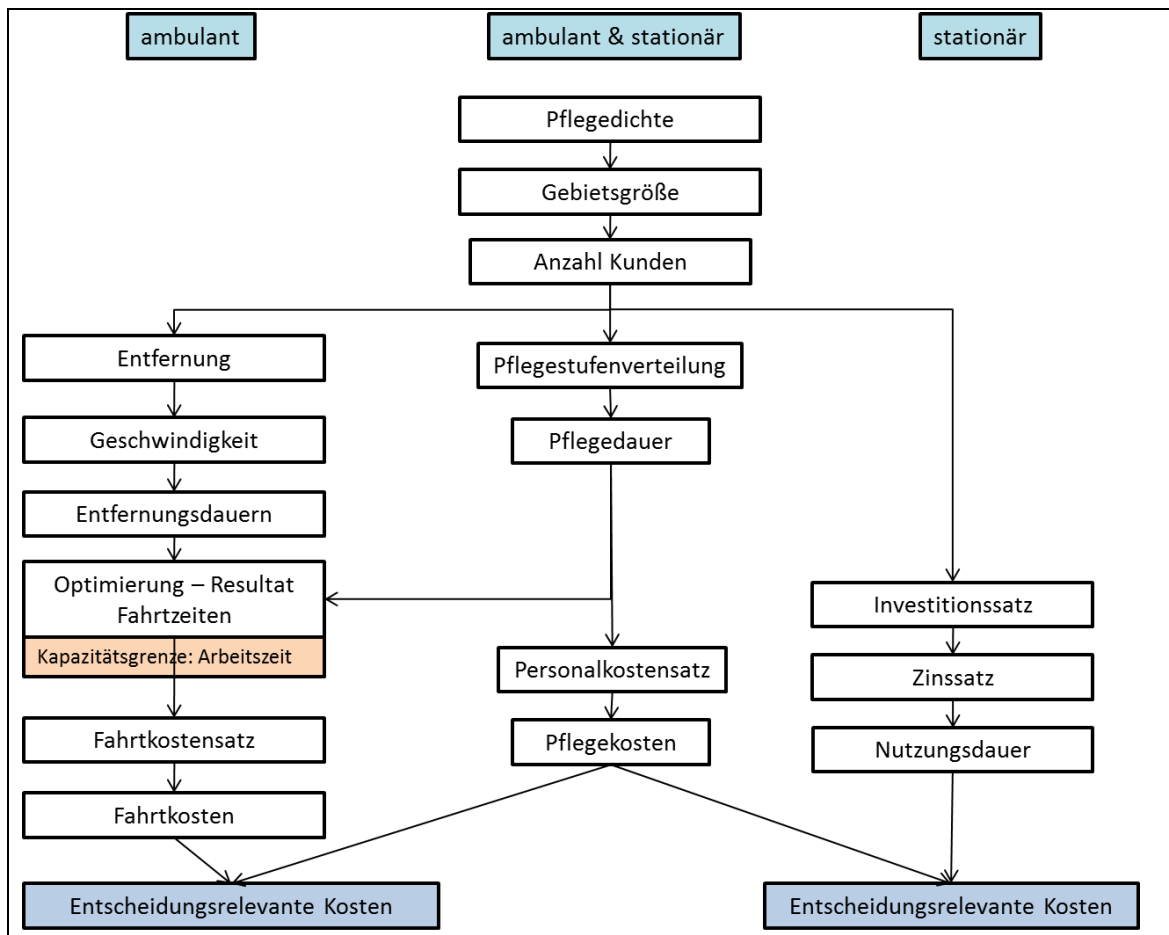 ambulant
ambulant & stationär
stationär
Pflegedichte
Gebietsgröße
Anzahl Kunden
Entfernung
Geschwindigkeit
Entfernungsdauern
Optimierung – Resultat
Fahrtzeiten
Kapazitätsgrenze: Arbeitszeit
Fahrtkostensatz
Fahrtkosten
Pflegestufenverteilung
Pflegedauer
Personalkostensatz
Pflegekosten
Investitionssatz
Zinssatz
Nutzungsdauer
Entscheidungsrelevante Kosten
Entscheidungsrelevante Kosten